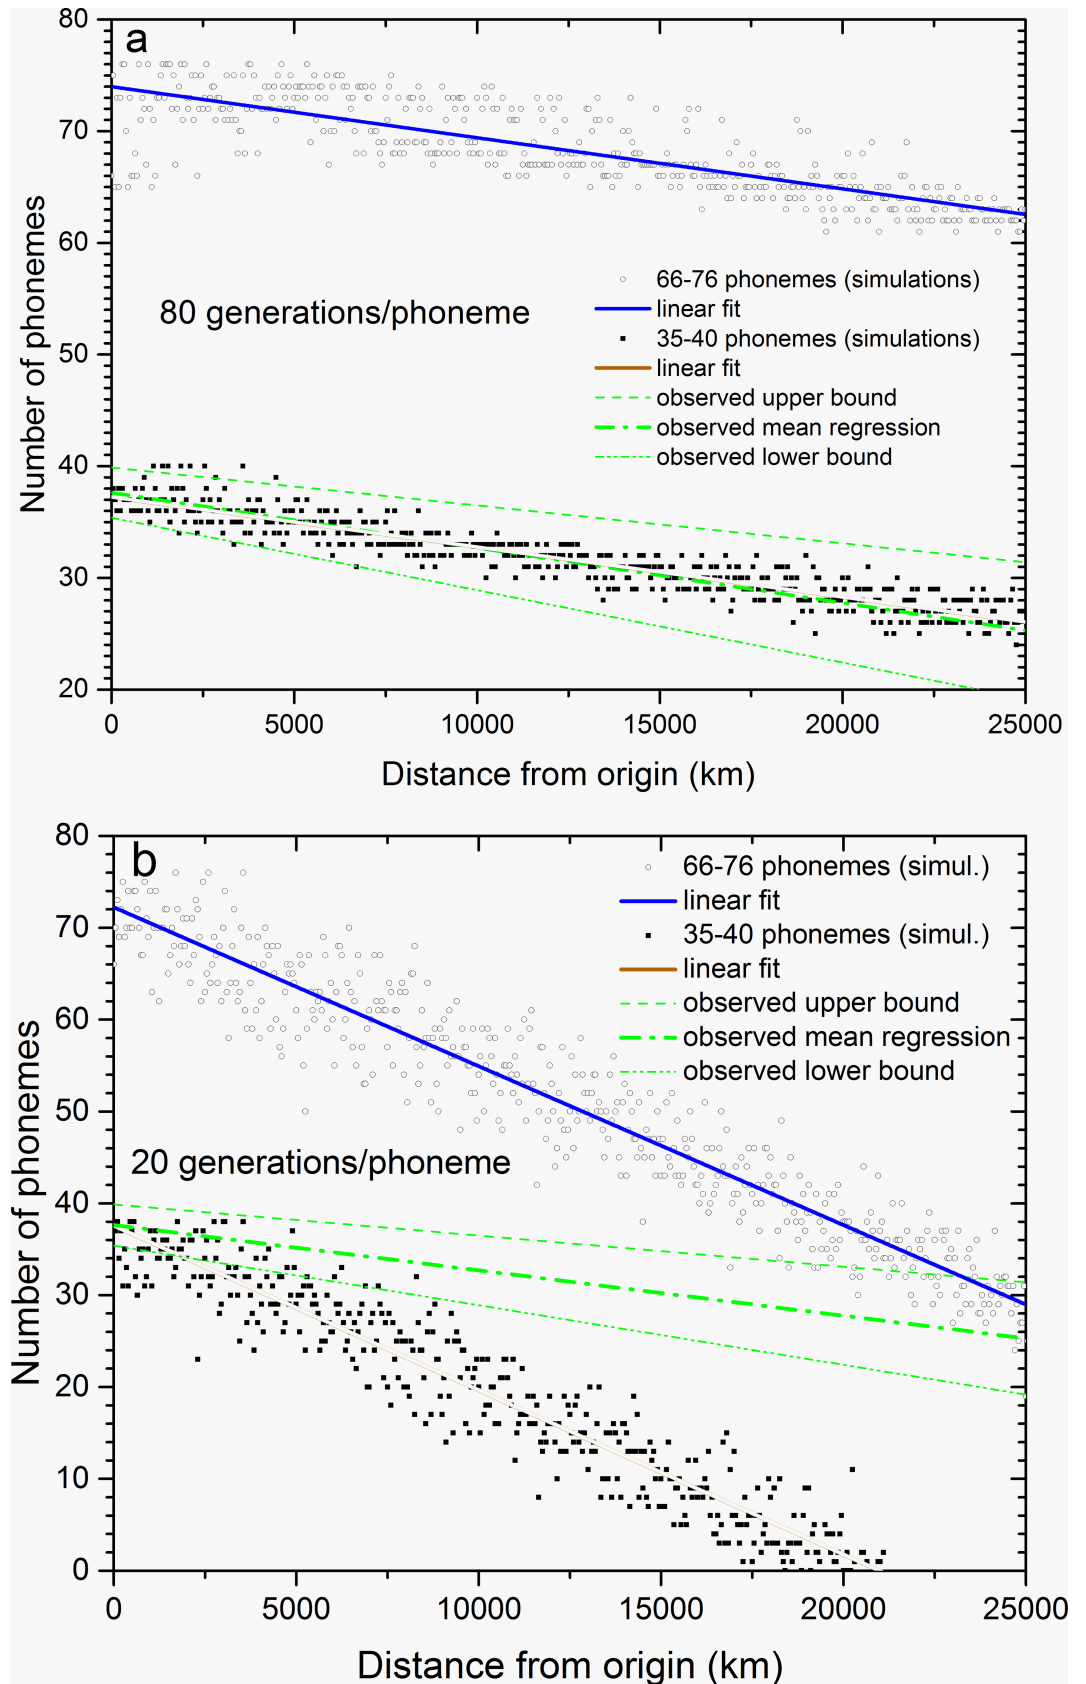 a
80
70
60
50
40
30
20
Number of phonemes
66-76 phonemes (simulations)
linear fit
35-40 phonemes (simulations)
linear fit
observed upper bound
observed mean regression
observed lower bound
80 generations/phoneme
0 5000 10000 15000 20000 25000
Distance from origin (km)
b
80
70
60
50
40
30
20
10
0
Number of phonemes
66-76 phonemes (simul.)
linear fit
35-40 phonemes (simul.)
linear fit
observed upper bound
observed mean regression
observed lower bound
20 generations/phoneme
0 5000 10000 15000 20000 25000
Distance from origin (km)